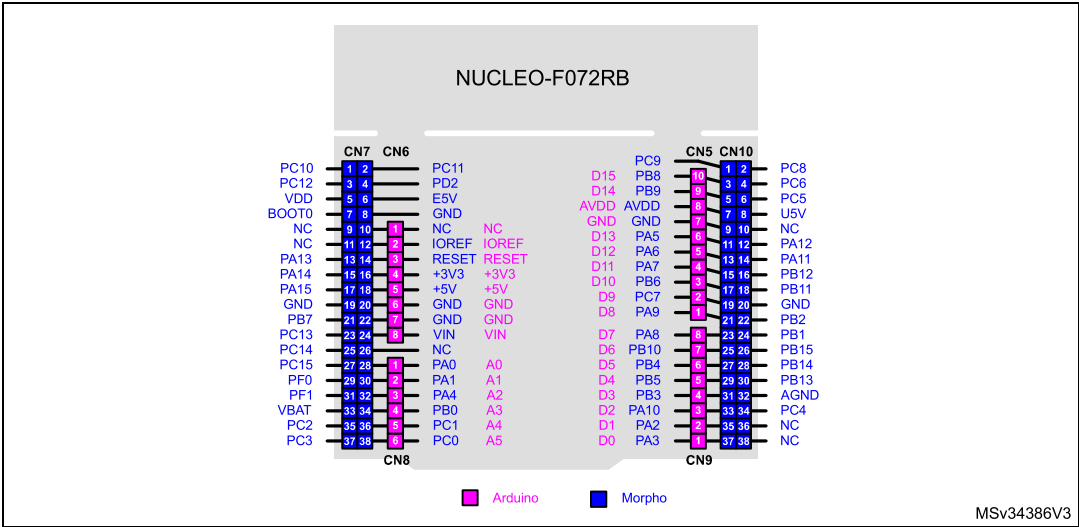 NUCLEO-F072RB
CN7 CN6 CN5 CN10
PC9
PC10 1 2 PC11 D15 PB8 10 1 2 PC8
PC12 3 4 PD2 D14 PB9 9 3 4 PC6
VDD 5 6 E5V AVDD AVDD 8 5 6 PC5
BOOT0 7 8 GND GND GND 7 7 8 U5V
NC 9 10 1 NC NC D13 PA5 6 9 10 NC
NC 11 12 2 IOREF IOREF D12 PA6 5 11 12 PA12
PA13 13 14 3 RESET RESET D11 PA7 4 13 14 PA11
PA14 15 16 4 +3V3 +3V3 D10 PB6 3 15 16 PB12
PA15 17 18 5 +5V +5V D9 PC7 2 17 18 PB11
GND 19 20 6 GND GND D8 PA9 1 19 20 GND
PB7 21 22 7 GND GND 21 22 PB2
PC13 23 24 8 VIN VIN D7 PA8 8 23 24 PB1
PC14 25 26 NC D6 PB10 7 25 26 PB15
PC15 27 28 1 PA0 A0 D5 PB4 6 27 28 PB14
PF0 29 30 2 PA1 A1 D4 PB5 5 29 30 PB13
PF1 31 32 3 PA4 A2 D3 PB3 4 31 32 AGND
VBAT 33 34 4 PB0 A3 D2 PA10 3 33 34 PC4
PC2 35 36 5 PC1 A4 D1 PA2 2 35 36 NC
PC3 37 38 6 PC0 A5 D0 PA3 1 37 38 NC
CN8 CN9
Arduino Morpho
MSv34386V3